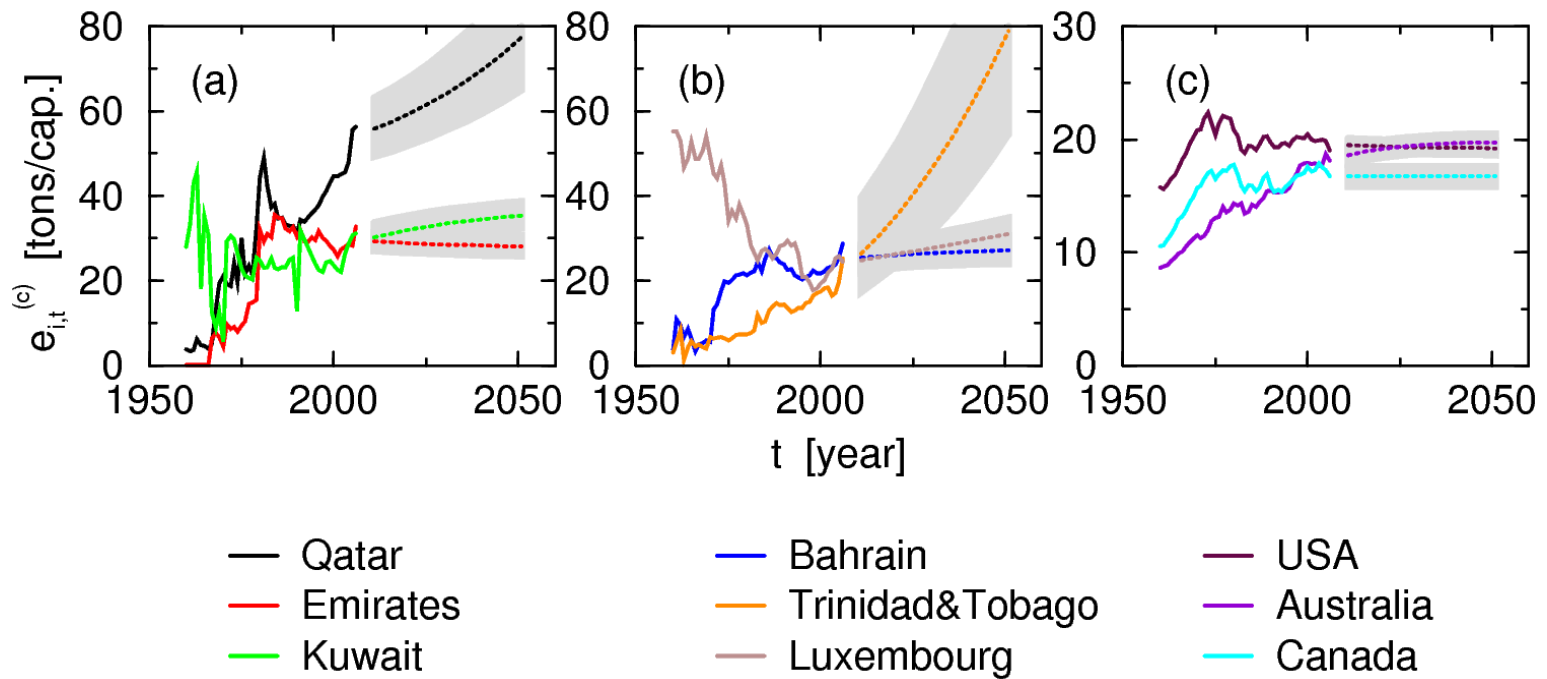 (a)
(b)
(c)
80
60
40
20
0
80
60
40
20
0
30
20
10
0
1950 2000 2050
1950 2000 2050
1950 2000 2050
e i,t (c) [tons/cap.]
t [year]
Qatar
Emirates
Kuwait
Bahrain
Trinidad&Tobago
Luxembourg
USA
Australia
Canada